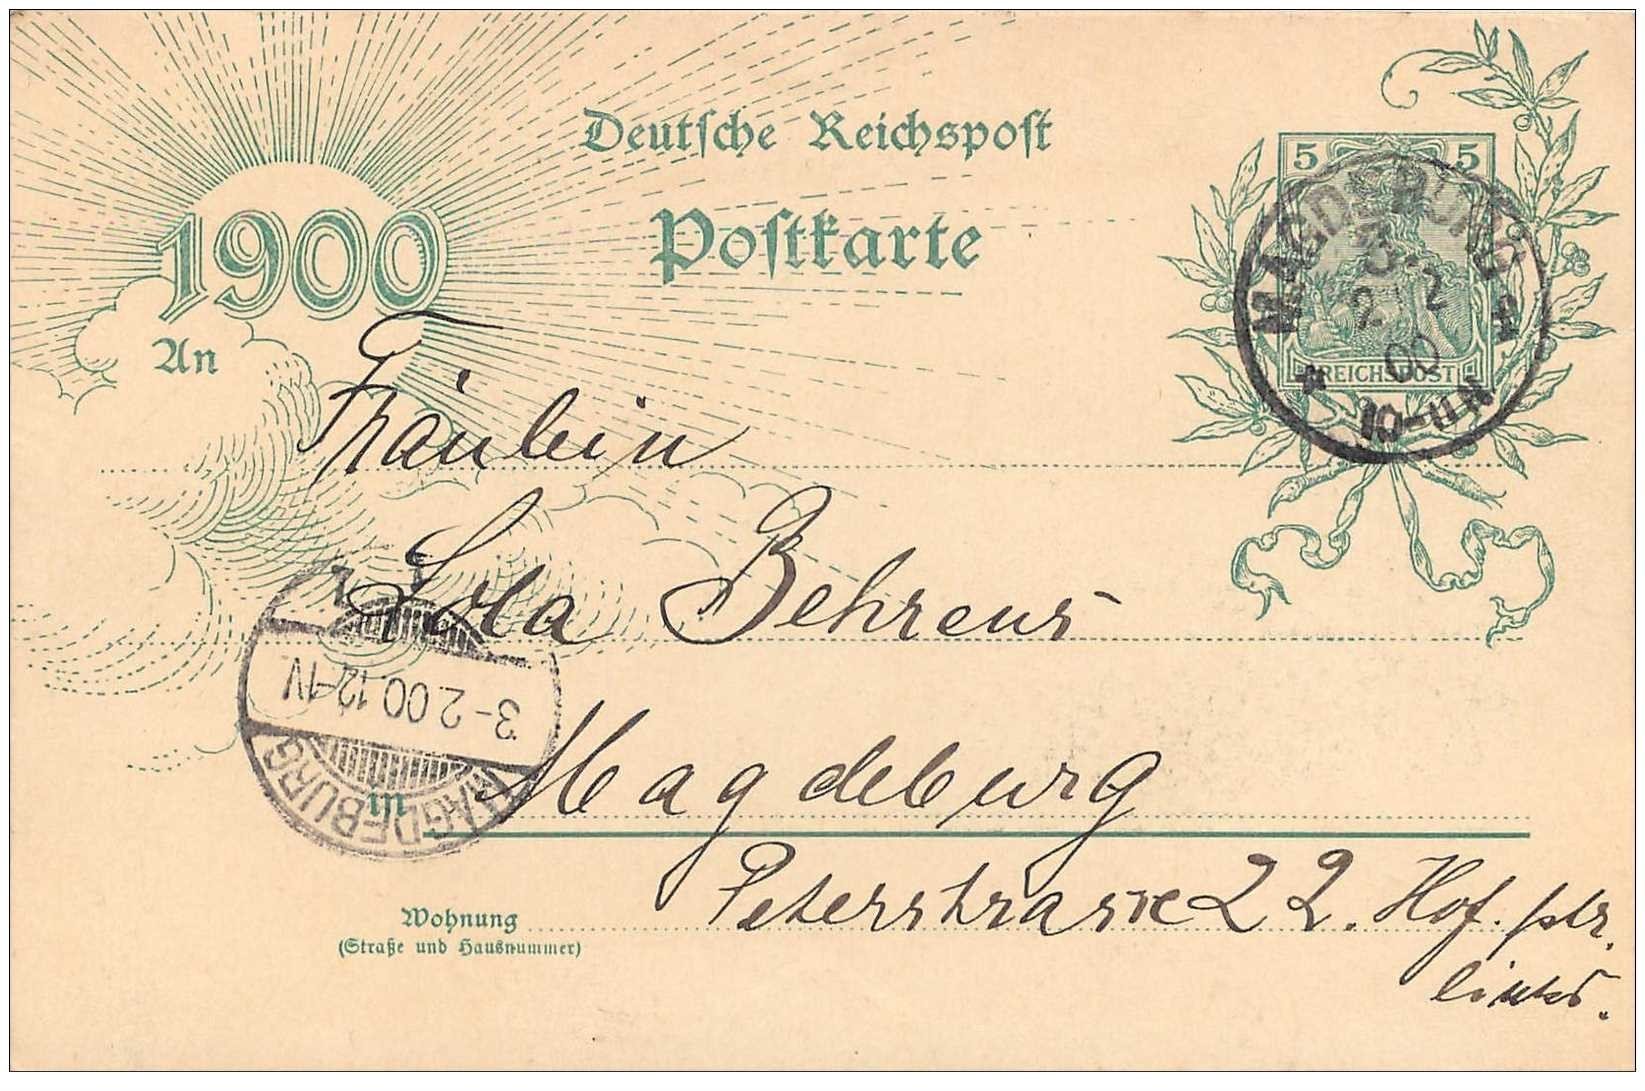 Deutsche Reichspost
Postkarte
1900
An
5 5
REICHSPOST
MAGDEBURG
3.
2 2
00
* 10-11 N
Fräulein
Lola Behrens
3-2.00.12-1V
MAGDEBURG
in Magdeburg
Wohnung Peterstrasse 22. Hof. ptr.
(Straße und Hausnummer)
links.